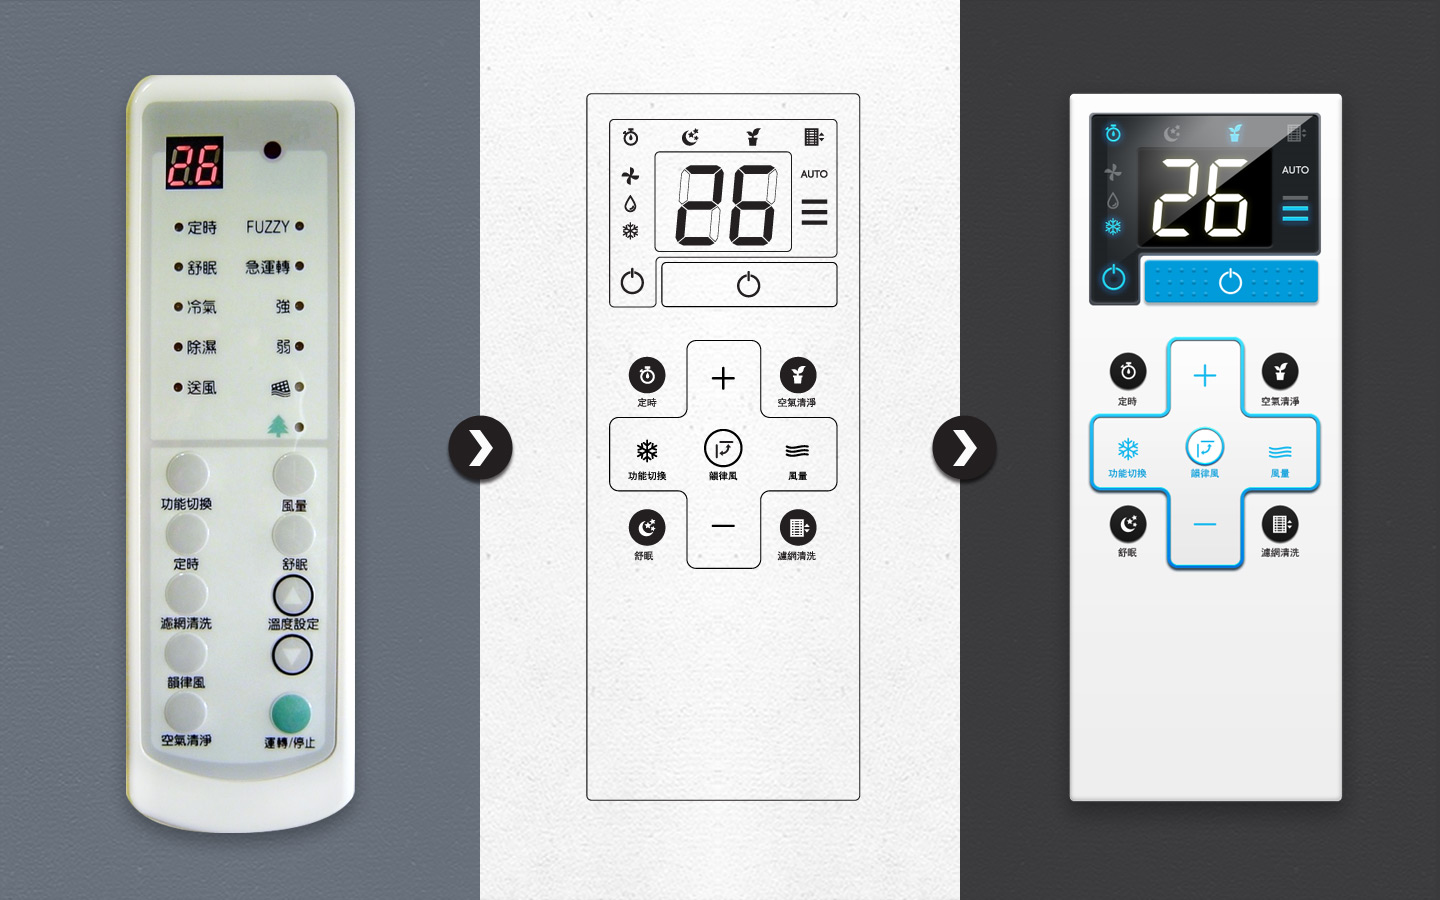 26
定時 FUZZY
舒眠 急運轉
冷氣 強
除濕 弱
送風
功能切換 風量
定時 舒眠
濾網清洗 溫度設定
韻律風
空氣清淨 運轉/停止
26
AUTO
定時 空氣清淨
功能切換 韻律風 風量
舒眠 濾網清洗
26
AUTO
定時 空氣清淨
功能切換 韻律風 風量
舒眠 濾網清洗